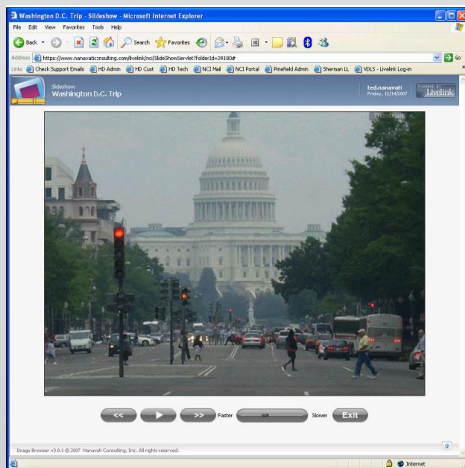 Washington D.C. Trip - Slideshow - Microsoft Internet Explorer
File Edit View Favorites Tools Help
Back Search Favorites
Address https://www.nanavaticonsulting.com/livelink/nci/SlideShowServlet?folderId=39180#
Go
Links Check Support Emails HD Admin HD Cust HD Tech NCI Mail NCI Portal Pinefield Admin Sherman LL VDLS - Livelink Log-in
Slideshow
Washington D.C. Trip
ted.nanavati
Friday, 12/14/2007
Livelink
<< >> Faster Slower Exit
Image Browser v3.0.1 © 2007 Nanavati Consulting, Inc. All rights reserved.
Internet